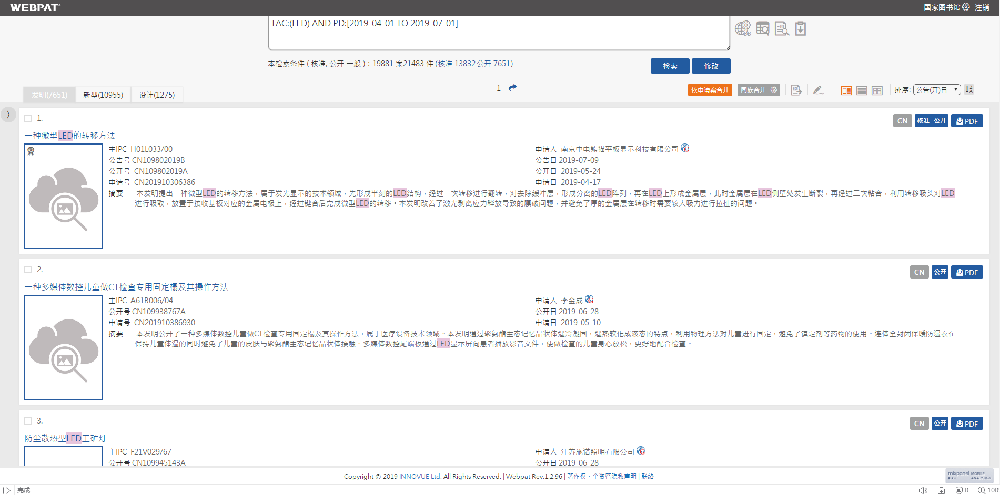 WEBPAT
国家图书馆 注销
TAC:(LED) AND PD:[2019-04-01 TO 2019-07-01]
DB
本检索条件 ( 核准, 公开 一般 ) : 19881 案21483 件 (核准 13832 公开 7651)
检索 修改
1
发明(7651) 新型(10955) 设计(1275)
依申请案合并 同族合并 排序: 公告(开)日
1.
CN 核准 公开 PDF
一种微型LED的转移方法
主IPC H01L033/00
申请人 南京中电熊猫平板显示科技有限公司
公告号 CN109802019B
公告日 2019-07-09
公开号 CN109802019A
公开日 2019-05-24
申请号 CN201910306386
申请日 2019-04-17
摘要 本发明提出一种微型LED的转移方法，属于发光显示的技术领域，先形成半刻的LED结构，经过一次转移进行翻转，对去除缓冲层，形成分离的LED阵列，再在LED上形成金属层，此时金属层在LED侧壁处发生断裂，再经过二次粘合，利用转移吸头对LED
进行吸取，放置于接收基板对应的金属电极上，经过键合后完成微型LED的转移。本发明改善了激光剥离应力释放导致的膜破问题，并避免了厚的金属层在转移时需要较大吸力进行拉扯的问题。
2.
CN 公开 PDF
一种多媒体数控儿童做CT检查专用固定榻及其操作方法
主IPC A61B006/04
申请人 李金成
公开号 CN109938767A
公开日 2019-06-28
申请号 CN201910386930
申请日 2019-05-10
摘要 本发明公开了一种多媒体数控儿童做CT检查专用固定榻及其操作方法，属于医疗设备技术领域。本发明通过聚氨酯生态记忆晶状体遇冷凝固，遇热软化成液态的特点，利用物理方法对儿童进行固定，避免了镇定剂等药物的使用。连体全封闭保暖防湿衣在
保持儿童体温的同时避免了儿童的皮肤与聚氨酯生态记忆晶状体接触。多媒体数控尾端板通过LED显示屏向患者播放影音文件，使做检查的儿童身心放松，更好地配合检查。
3.
CN 公开 PDF
防尘散热型LED工矿灯
主IPC F21V029/67
申请人 江苏施诺照明有限公司
公开号 CN109945143A
公开日 2019-06-28
Copyright © 2019 INNOVUE Ltd. All Rights Reserved. | Webpat Rev.1.2.96 | 著作权、个资暨隐私声明 | 联络
mixpanel MOBILE ANALYTICS
完成
0 100%